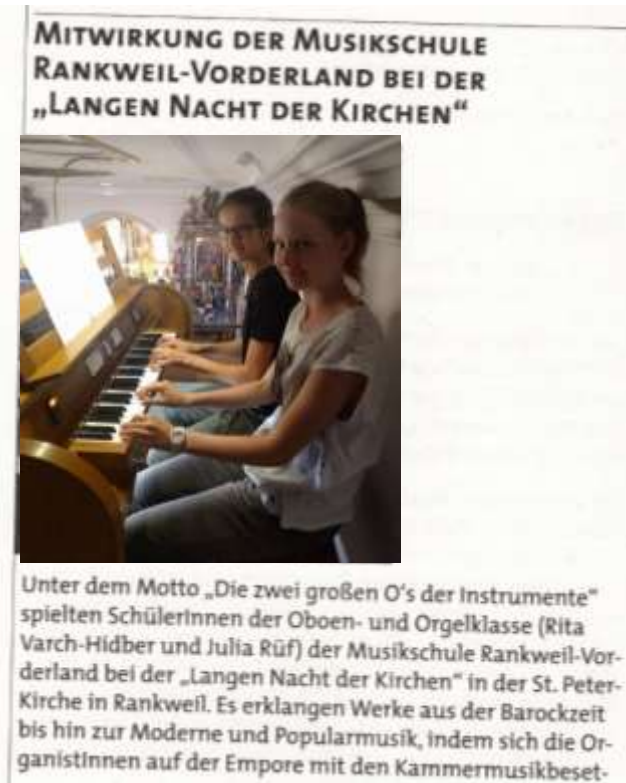 MITWIRKUNG DER MUSIKSCHULE
RANKWEIL-VORDERLAND BEI DER
„LANGEN NACHT DER KIRCHEN“
Unter dem Motto „Die zwei großen O's der Instrumente“
spielten SchülerInnen der Oboen- und Orgelklasse (Rita
Varch-Hidber und Julia Rüf) der Musikschule Rankweil-Vor-
derland bei der „Langen Nacht der Kirchen“ in der St. Peter-
Kirche in Rankweil. Es erklangen Werke aus der Barockzeit
bis hin zur Moderne und Popularmusik, indem sich die Or-
ganistInnen auf der Empore mit den Kammermusikbeset-